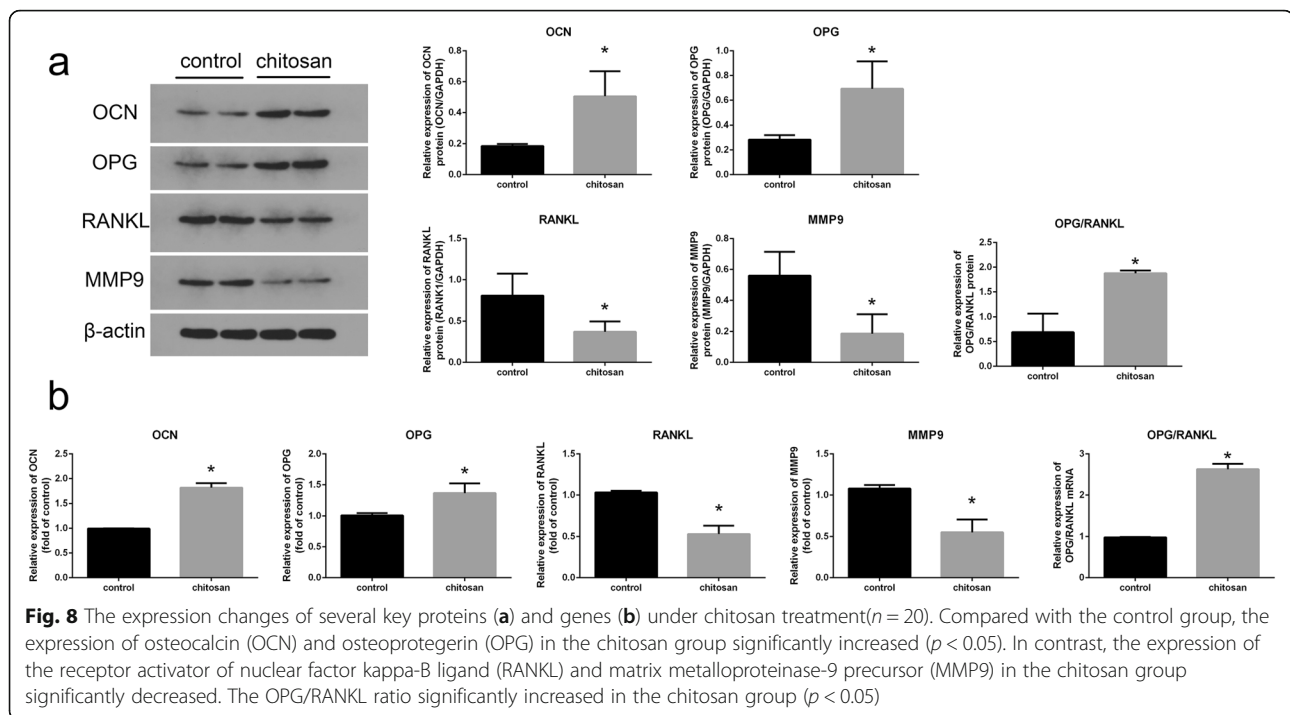 a
control chitosan
OCN
OPG
RANKL
MMP9
β-actin
OCN
Relative expression of OCN
protein (OCN/GAPDH)
0.8
0.6
0.4
0.2
0.0
control chitosan
*
OPG
Relative expression of OPG
protein (OPG/GAPDH)
1.0
0.8
0.6
0.4
0.2
0.0
control chitosan
*
RANKL
Relative expression of RANKL
protein (RANK1/GAPDH)
1.5
1.0
0.5
0.0
control chitosan
*
MMP9
Relative expression of MMP9
protein (MMP9/GAPDH)
0.8
0.6
0.4
0.2
0.0
control chitosan
*
OPG/RANKL
Relative expression of
OPG/RANKL protein
2.5
2.0
1.5
1.0
0.5
0.0
control chitosan
*
b
OCN
Relative expression of OCN
(fold of control)
2.5
2.0
1.5
1.0
0.5
0.0
control chitosan
*
OPG
Relative expression of OPG
(fold of control)
2.0
1.5
1.0
0.5
0.0
control chitosan
*
RANKL
Relative expression of RANKL
(fold of control)
1.5
1.0
0.5
0.0
control chitosan
*
MMP9
Relative expression of MMP9
(fold of control)
1.5
1.0
0.5
0.0
control chitosan
*
OPG/RANKL
Relative expression of
OPG/RANKL mRNA
3
2
1
0
control chitosan
*
Fig. 8 The expression changes of several key proteins (a) and genes (b) under chitosan treatment(n = 20). Compared with the control group, the
expression of osteocalcin (OCN) and osteoprotegerin (OPG) in the chitosan group significantly increased (p < 0.05). In contrast, the expression of
the receptor activator of nuclear factor kappa-B ligand (RANKL) and matrix metalloproteinase-9 precursor (MMP9) in the chitosan group
significantly decreased. The OPG/RANKL ratio significantly increased in the chitosan group (p < 0.05)